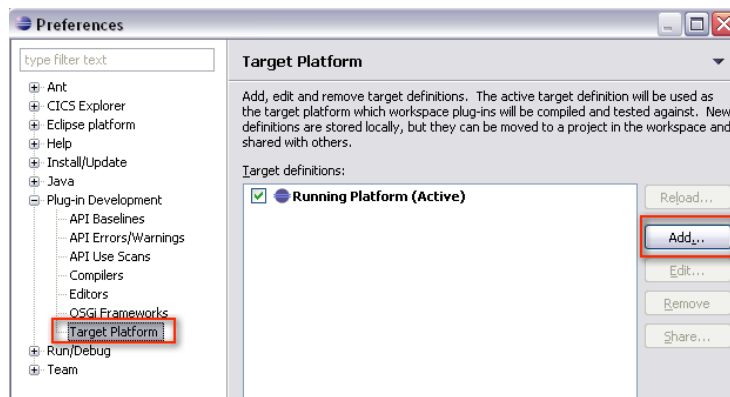 Preferences
type filter text
Ant
CICS Explorer
Eclipse platform
Help
Install/Update
Java
Plug-in Development
API Baselines
API Errors/Warnings
API Use Scans
Compilers
Editors
OSGi Frameworks
Target Platform
Run/Debug
Team
Target Platform
Add, edit and remove target definitions. The active target definition will be used as
the target platform which workspace plug-ins will be compiled and tested against. New
definitions are stored locally, but they can be moved to a project in the workspace and
shared with others.
Target definitions:
Running Platform (Active)
Reload...
Add...
Edit...
Remove
Share...